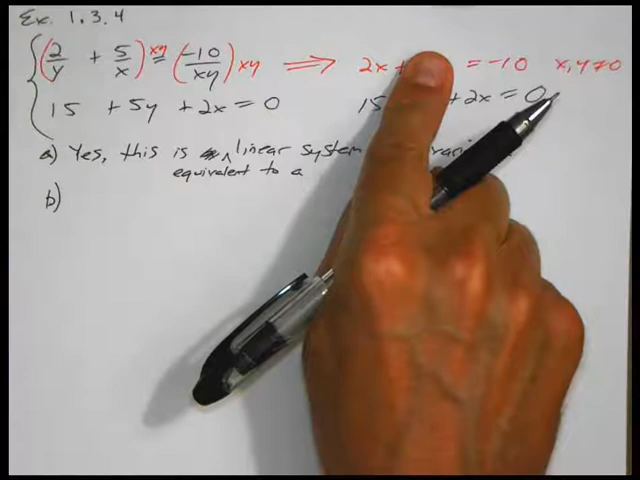 Ex. 1.3.4
(2/y + 5/x)xy = (-10/xy)xy ⟹ 2x + = -10 x,y≠0
15 + 5y + 2x = 0 15 + 2x = 0
a) Yes, this is ^ linear system
equivalent to a
b)